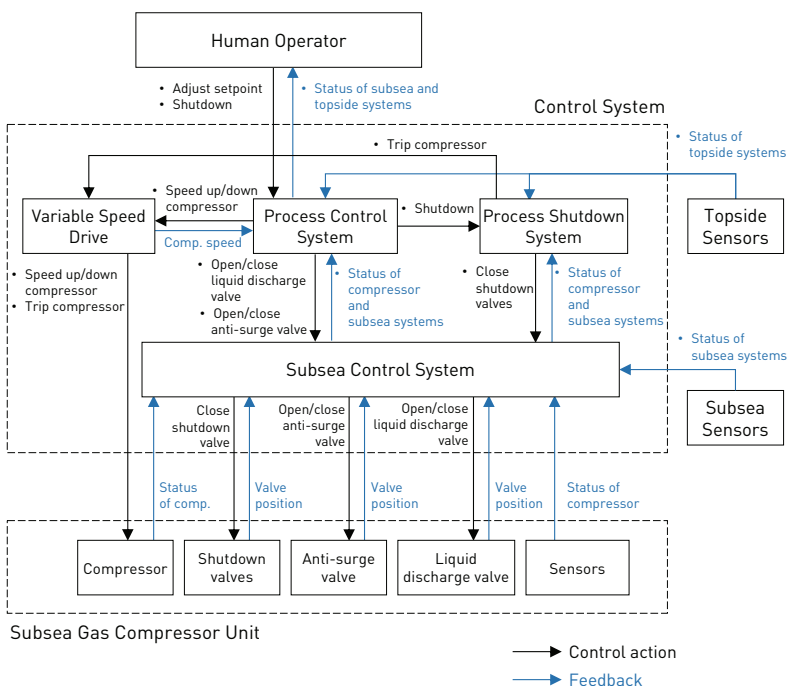 Human Operator
• Adjust setpoint
• Shutdown
• Status of subsea and
topside systems
Control System
• Trip compressor
• Status of
topside systems
• Speed up/down
compressor
Variable Speed
Drive
Comp. speed
Process Control
System
• Shutdown
Process Shutdown
System
Topside
Sensors
• Speed up/down
compressor
• Trip compressor
• Open/close
liquid discharge
valve
• Open/close
anti-surge valve
• Status of
compressor
and
subsea systems
• Close
shutdown
valves
• Status of
compressor
and
subsea systems
• Status of
subsea systems
Subsea Control System
Subsea
Sensors
Close
shutdown
valve
Open/close
anti-surge
valve
Open/close
liquid discharge
valve
Status
of comp.
Valve
position
Valve
position
Valve
position
Status of
compressor
Compressor
Shutdown
valves
Anti-surge
valve
Liquid
discharge valve
Sensors
Subsea Gas Compressor Unit
Control action
Feedback